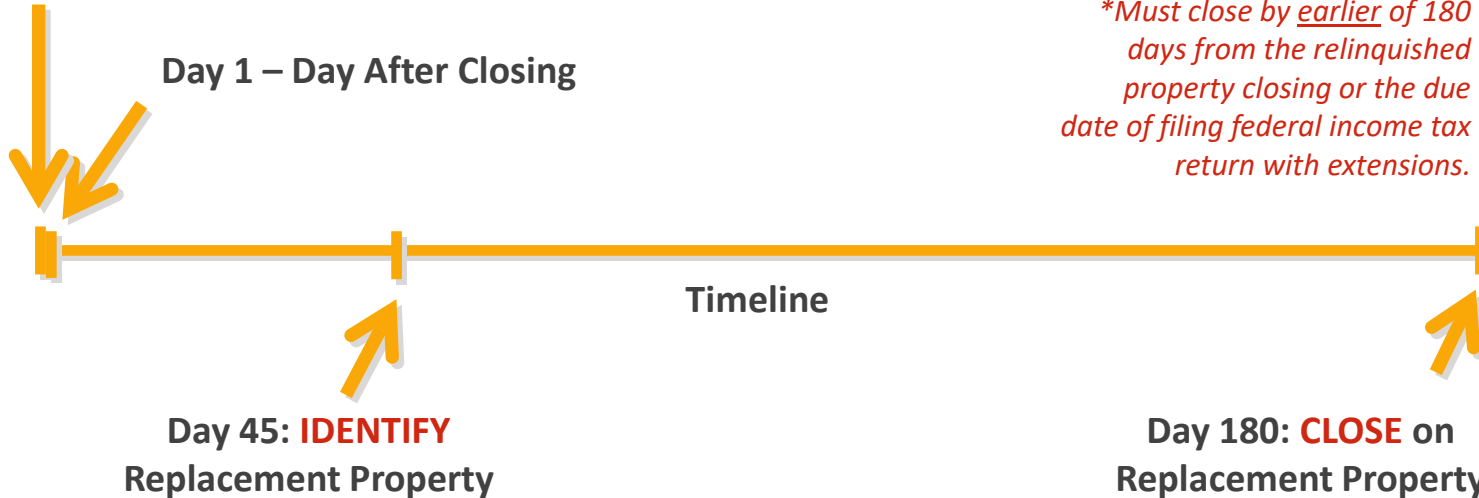 *Must close by earlier of 180
days from the relinquished
property closing or the due
date of filing federal income tax
return with extensions.
Day 1 – Day After Closing
Timeline
Day 45: IDENTIFY
Replacement Property
Day 180: CLOSE on
Replacement Property